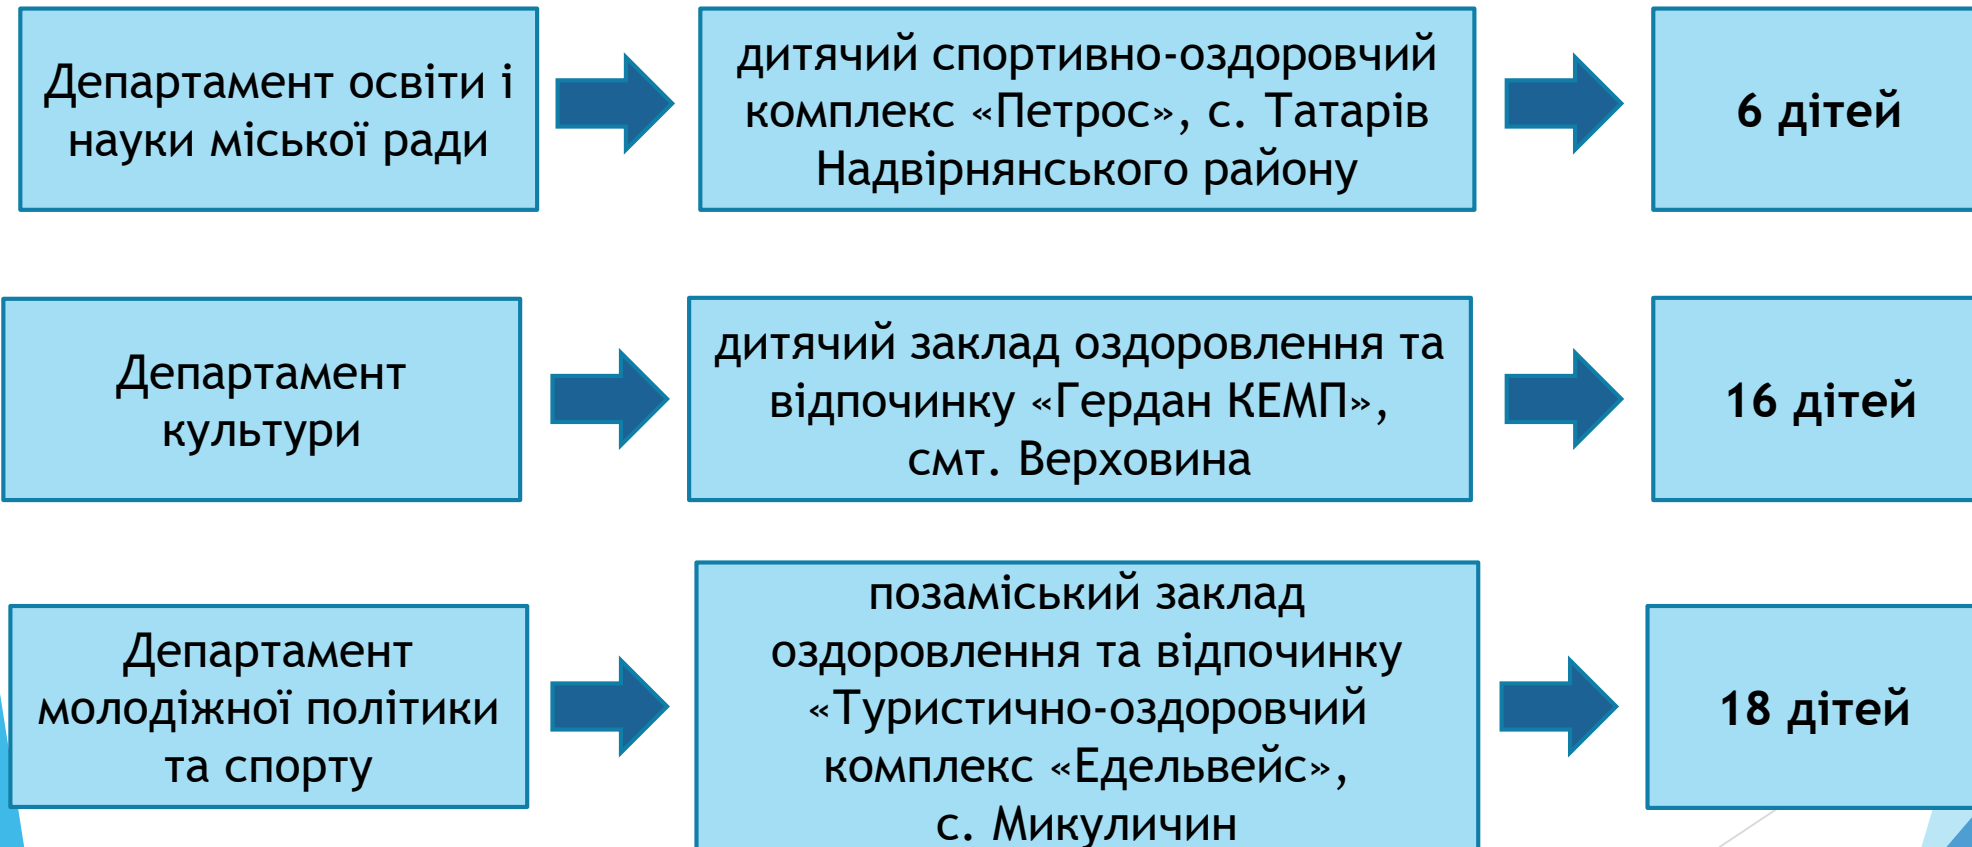 Департамент освіти і
науки міської ради
дитячий спортивно-оздоровчий
комплекс «Петрос», с. Татарів
Надвірнянського району
6 дітей
Департамент
культури
дитячий заклад оздоровлення та
відпочинку «Гердан КЕМП»,
смт. Верховина
16 дітей
Департамент
молодіжної політики
та спорту
позаміський заклад
оздоровлення та відпочинку
«Туристично-оздоровчий
комплекс «Едельвейс»,
с. Микуличин
18 дітей